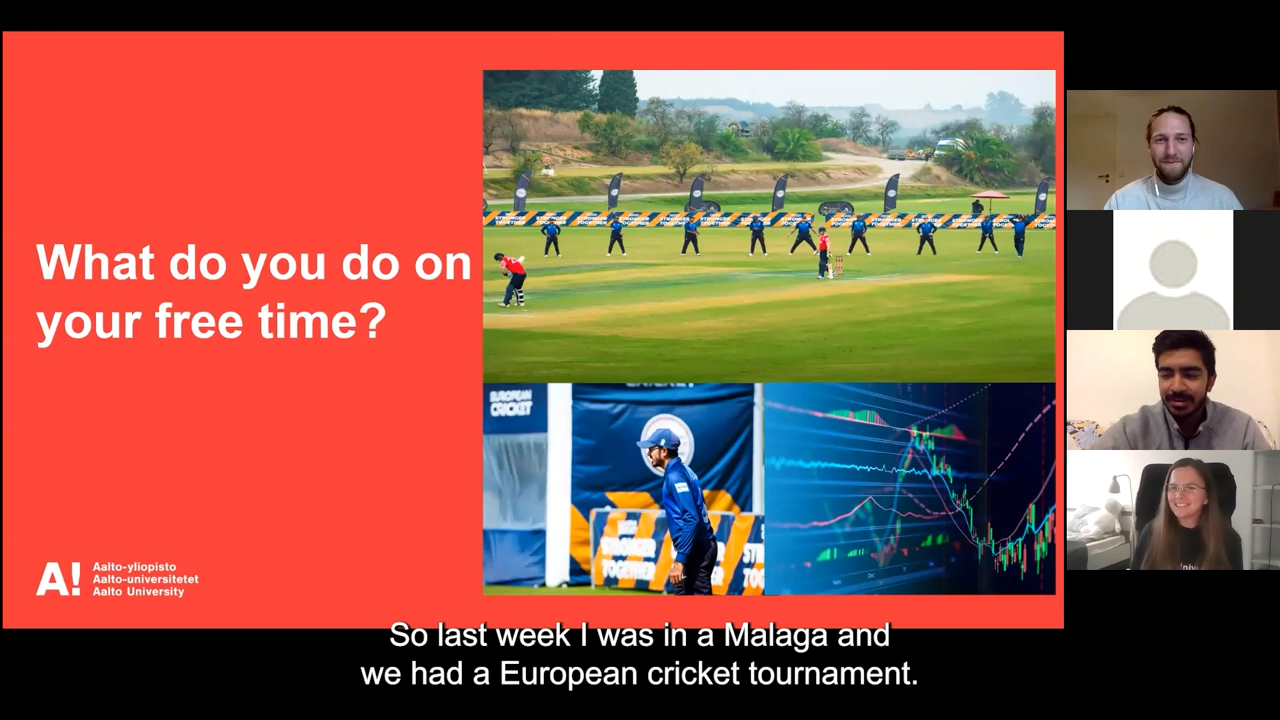 What do you do on
your free time?
EUROPEAN
CRICKET
STRONGER
TOGETHER
A!
Aalto-yliopisto
Aalto-universitetet
Aalto University
So last week I was in a Malaga and
we had a European cricket tournament.